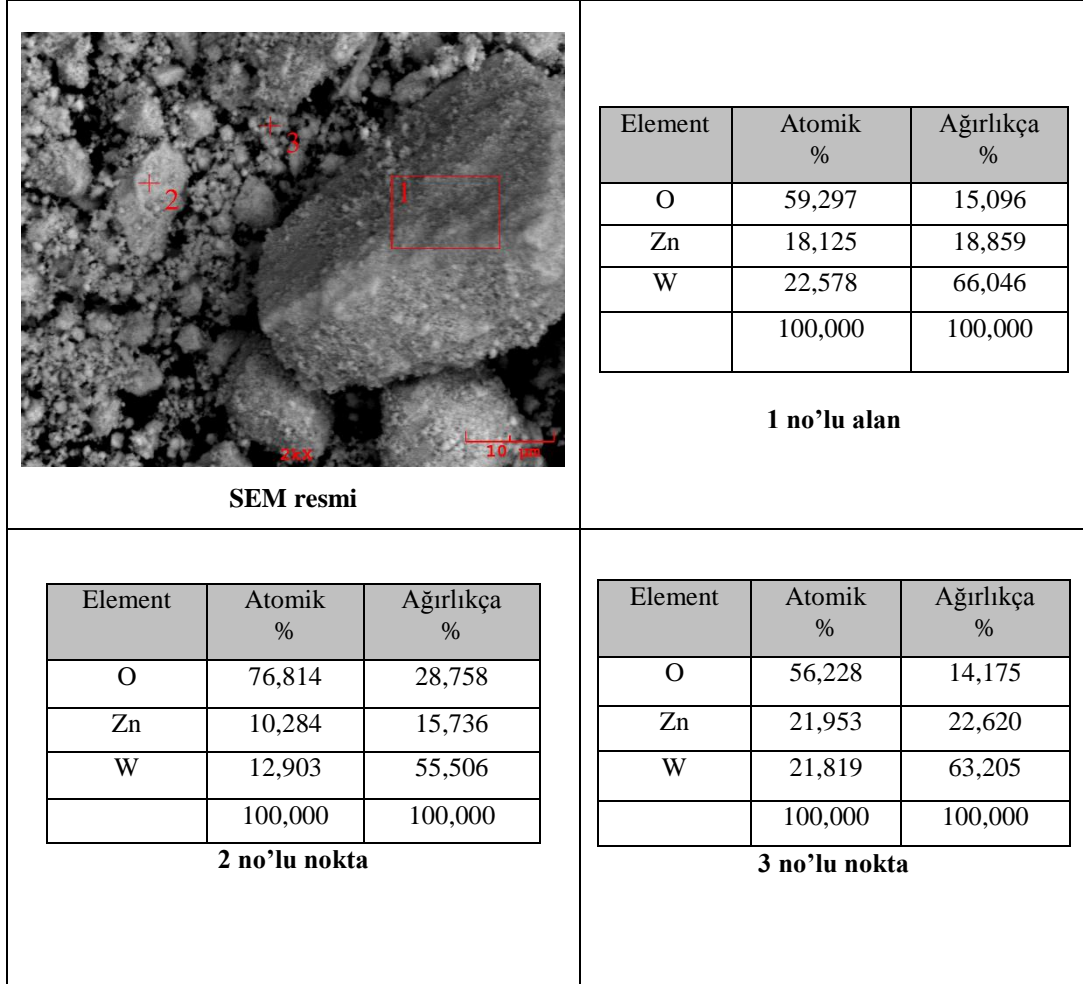 1
2
3
2kX
10 µm
SEM resmi
Element Atomik % Ağırlıkça %
O 59,297 15,096
Zn 18,125 18,859
W 22,578 66,046
100,000 100,000
1 no’lu alan
Element Atomik % Ağırlıkça %
O 76,814 28,758
Zn 10,284 15,736
W 12,903 55,506
100,000 100,000
2 no’lu nokta
Element Atomik % Ağırlıkça %
O 56,228 14,175
Zn 21,953 22,620
W 21,819 63,205
100,000 100,000
3 no’lu nokta